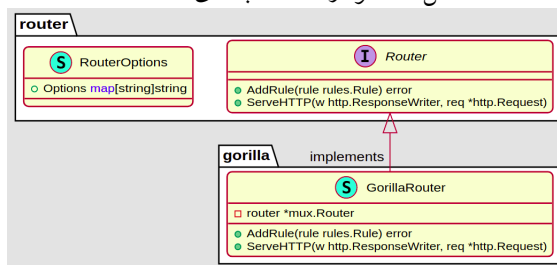 router
S RouterOptions
Options map[string]string
I Router
AddRule(rule rules.Rule) error
ServeHTTP(w http.ResponseWriter, req *http.Request)
implements
gorilla
S GorillaRouter
router *mux.Router
AddRule(rule rules.Rule) error
ServeHTTP(w http.ResponseWriter, req *http.Request)